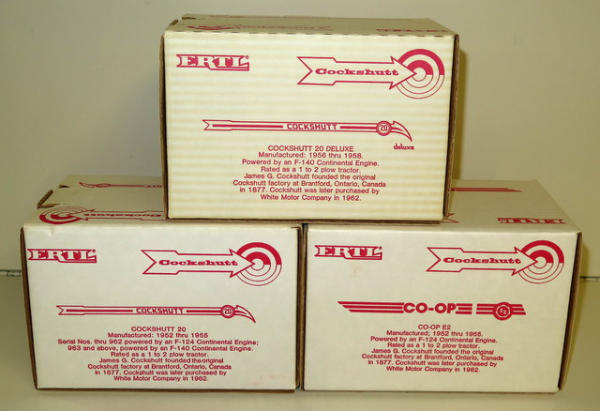 ERTL
Cockshutt
COCKSHUTT 20
deluxe
COCKSHUTT 20 DELUXE
Manufactured: 1956 thru 1958.
Powered by an F-140 Continental Engine.
Rated as a 1 to 2 plow tractor.
James G. Cockshutt founded the original
Cockshutt factory at Brantford, Ontario, Canada
in 1877. Cockshutt was later purchased by
White Motor Company in 1962.
ERTL
Cockshutt
COCKSHUTT 20
COCKSHUTT 20
Manufactured: 1952 thru 1955
Serial Nos. thru 962 powered by an F-124 Continental Engine;
963 and above, powered by an F-140 Continental Engine.
Rated as a 1 to 2 plow tractor.
James G. Cockshutt founded the original
Cockshutt factory at Brantford, Ontario, Canada
in 1877. Cockshutt was later purchased by
White Motor Company in 1962.
ERTL
Cockshutt
CO-OP E2
CO-OP E2
Manufactured: 1952 thru 1955.
Powered by an F-124 Continental Engine.
Rated as a 1 to 2 plow tractor.
James G. Cockshutt founded the original
Cockshutt factory at Brantford, Ontario, Canada
in 1877. Cockshutt was later purchased by
White Motor Company in 1962.